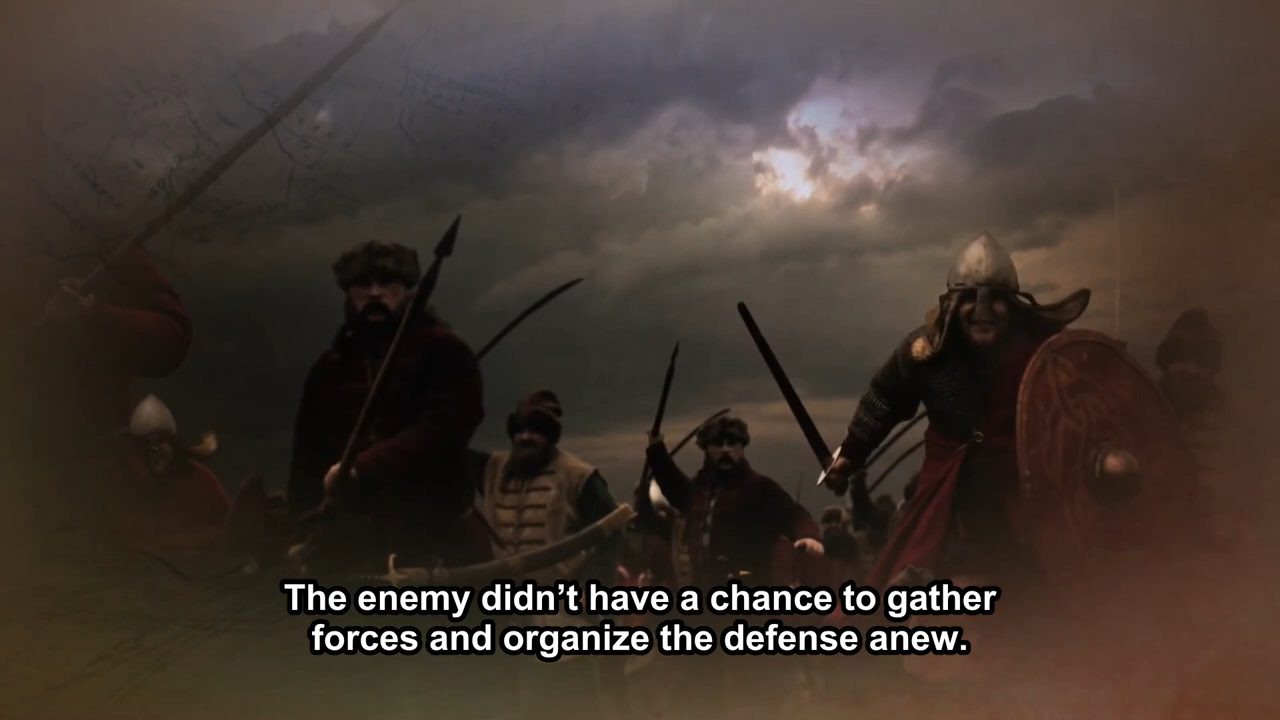 The enemy didn’t have a chance to gather
forces and organize the defense anew.